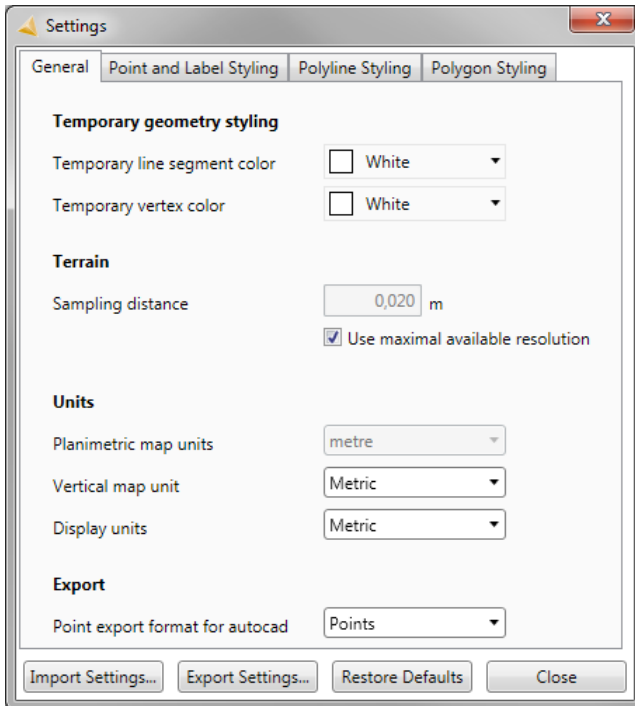 Settings
General Point and Label Styling Polyline Styling Polygon Styling
Temporary geometry styling
Temporary line segment color White
Temporary vertex color White
Terrain
Sampling distance 0,020 m
Use maximal available resolution
Units
Planimetric map units metre
Vertical map unit Metric
Display units Metric
Export
Point export format for autocad Points
Import Settings... Export Settings... Restore Defaults Close